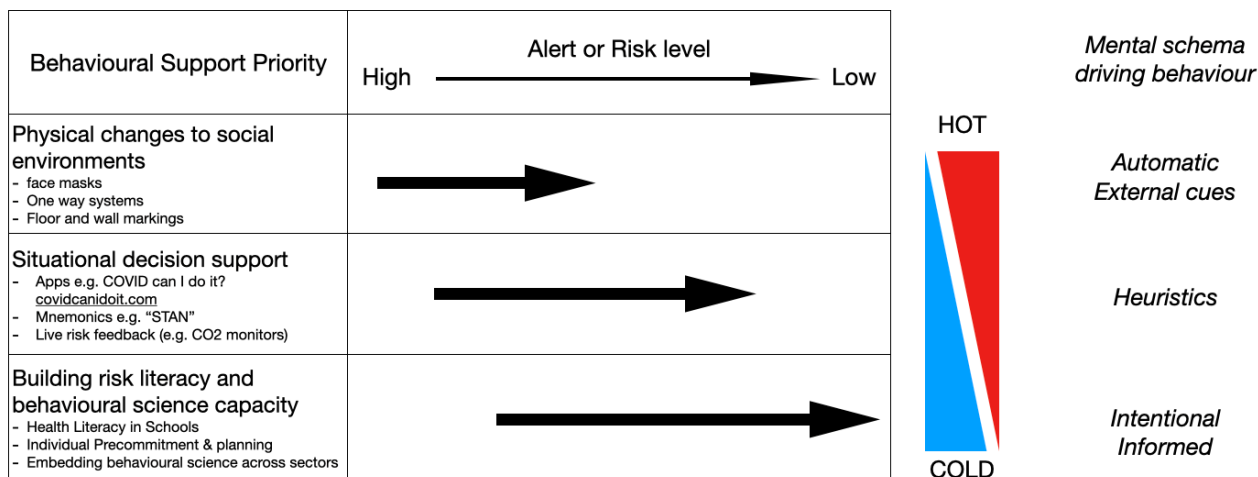 Behavioural Support Priority
Alert or Risk level
High
Low
Mental schema
driving behaviour
Physical changes to social
environments
- face masks
- One way systems
- Floor and wall markings
HOT
Automatic
External cues
Situational decision support
- Apps e.g. COVID can I do it?
covidcanidoit.com
- Mnemonics e.g. “STAN”
- Live risk feedback (e.g. CO2 monitors)
Heuristics
Building risk literacy and
behavioural science capacity
- Health Literacy in Schools
- Individual Precommitment & planning
- Embedding behavioural science across sectors
Intentional
Informed
COLD